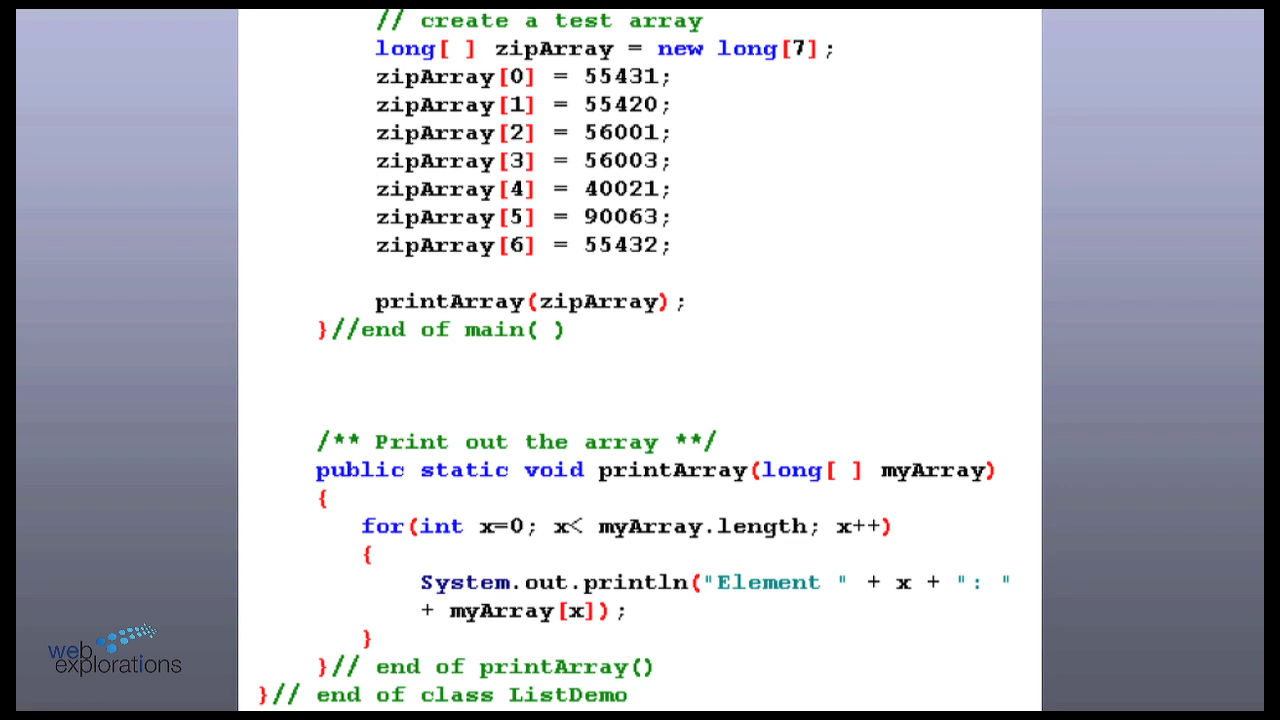 // create a test array
long[ ] zipArray = new long[7];
zipArray[0] = 55431;
zipArray[1] = 55420;
zipArray[2] = 56001;
zipArray[3] = 56003;
zipArray[4] = 40021;
zipArray[5] = 90063;
zipArray[6] = 55432;
printArray(zipArray);
}//end of main( )
/** Print out the array **/
public static void printArray(long[ ] myArray)
{
for(int x=0; x< myArray.length; x++)
{
System.out.println("Element " + x + ": "
+ myArray[x]);
}
}// end of printArray()
}// end of class ListDemo
web
explorations